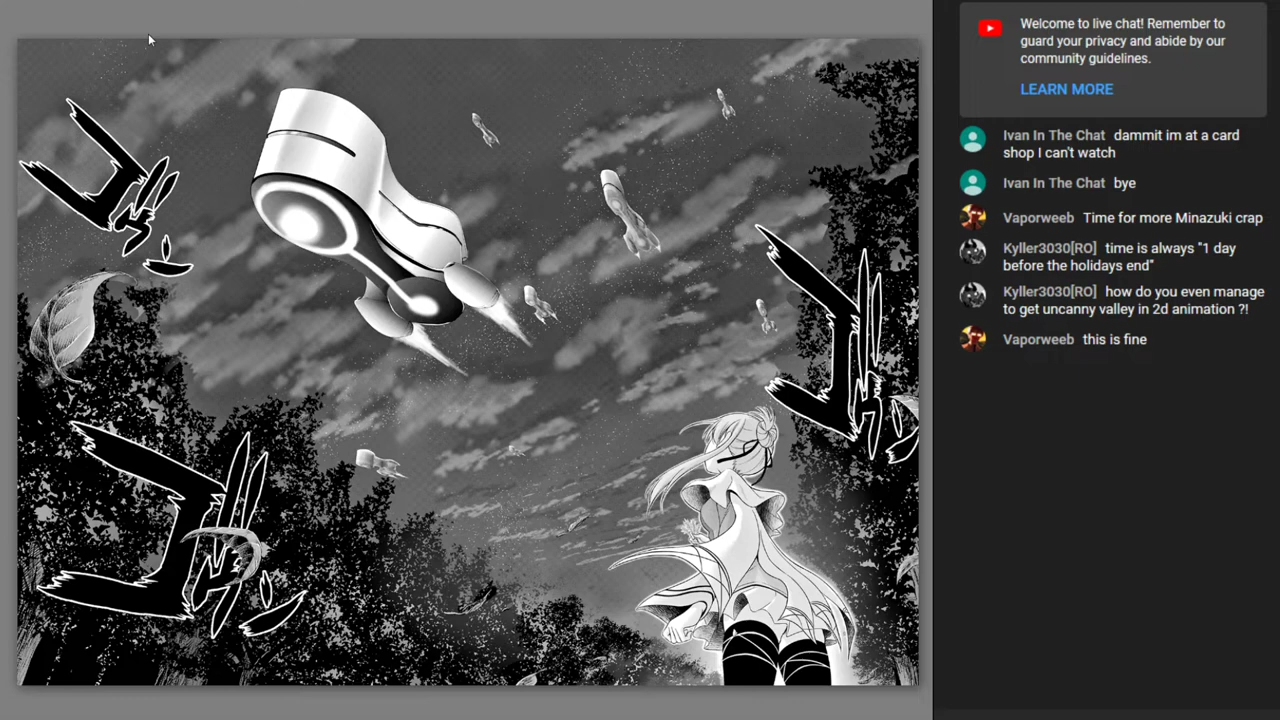 Welcome to live chat! Remember to
guard your privacy and abide by our
community guidelines.
LEARN MORE
Ivan In The Chat dammit im at a card
shop I can't watch
Ivan In The Chat bye
Vaporweeb Time for more Minazuki crap
Kyller3030[RO] time is always "1 day
before the holidays end"
Kyller3030[RO] how do you even manage
to get uncanny valley in 2d animation ?!
Vaporweeb this is fine